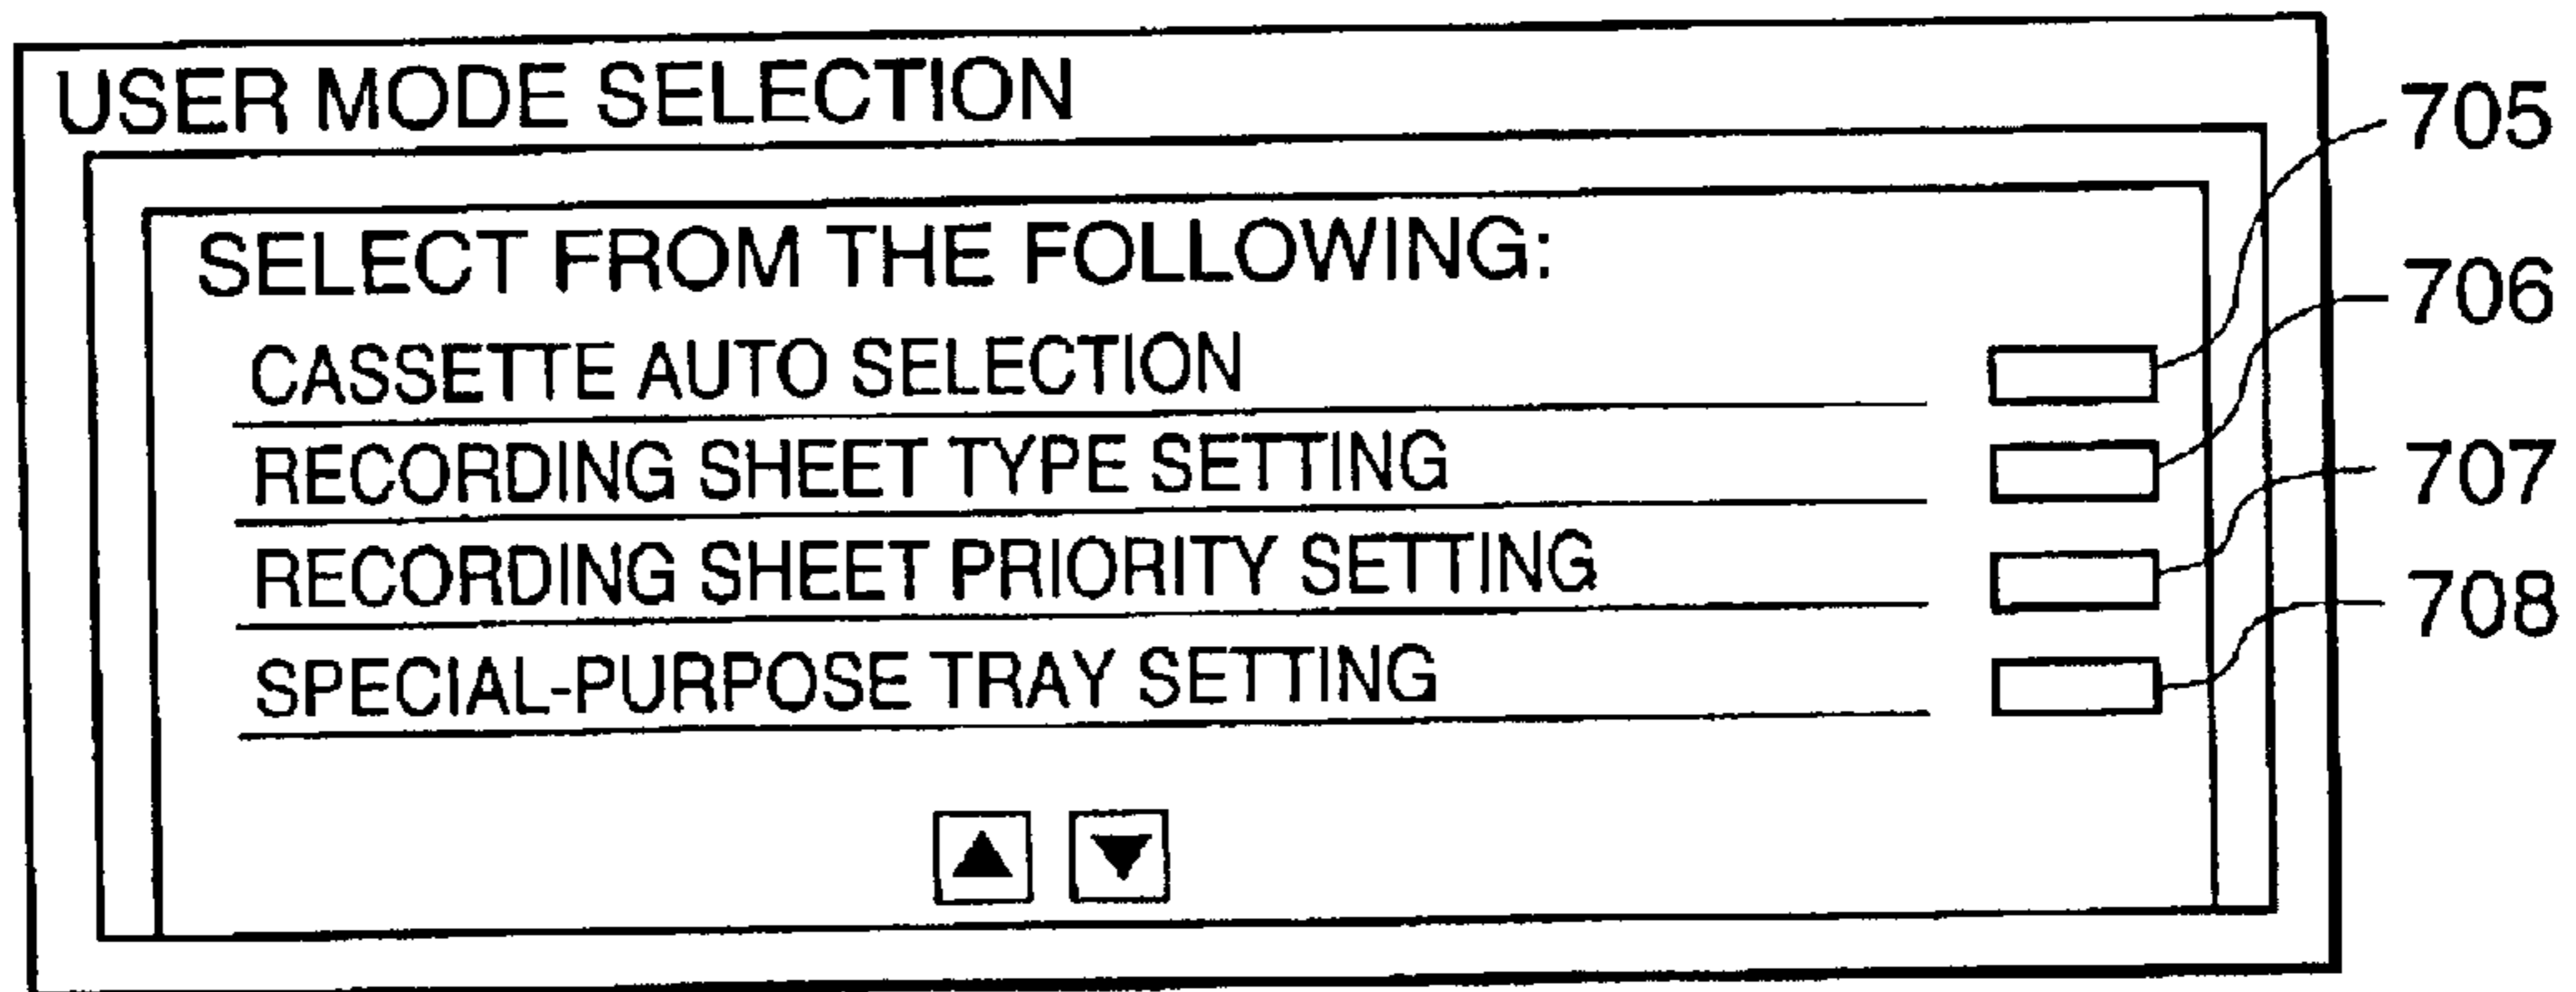 USER MODE SELECTION
SELECT FROM THE FOLLOWING:
CASSETTE AUTO SELECTION
RECORDING SHEET TYPE SETTING
RECORDING SHEET PRIORITY SETTING
SPECIAL-PURPOSE TRAY SETTING
705
706
707
708